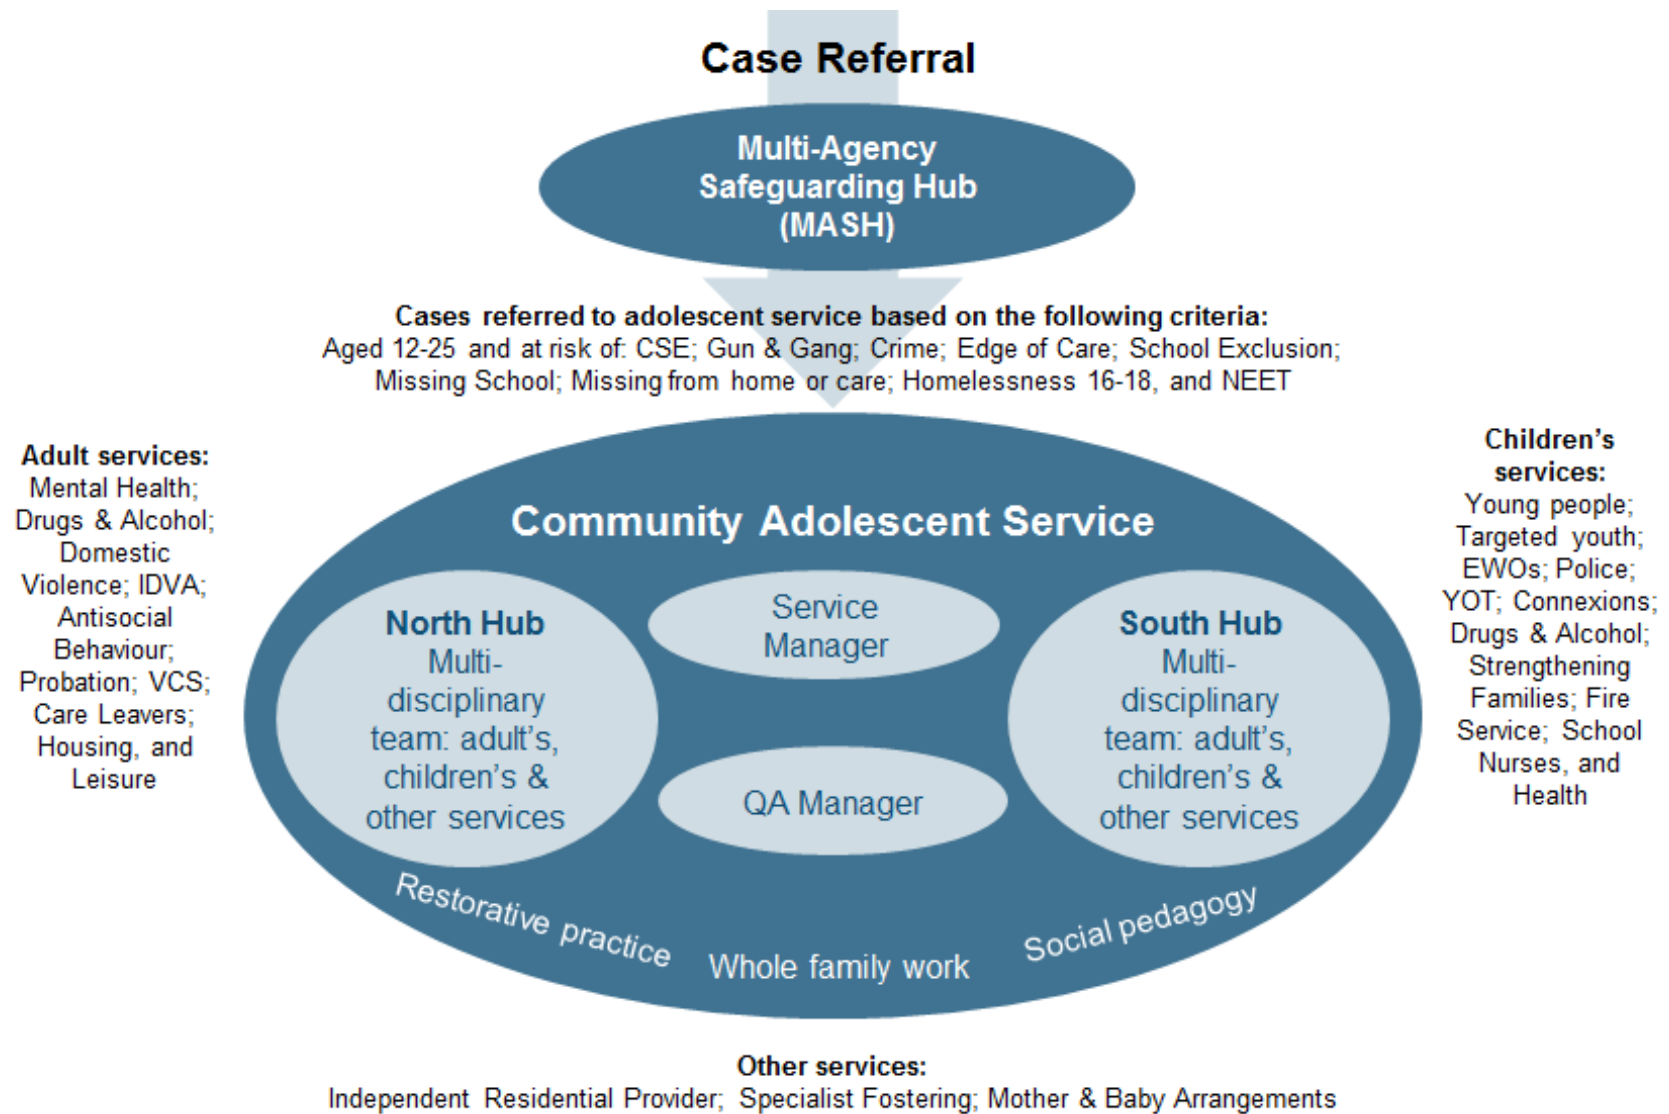 Case Referral
Multi-Agency
Safeguarding Hub
(MASH)
Cases referred to adolescent service based on the following criteria:
Aged 12-25 and at risk of: CSE; Gun & Gang; Crime; Edge of Care; School Exclusion;
Missing School; Missing from home or care; Homelessness 16-18, and NEET
Adult services:
Mental Health;
Drugs & Alcohol;
Domestic
Violence; IDVA;
Antisocial
Behaviour;
Probation; VCS;
Care Leavers;
Housing, and
Leisure
Community Adolescent Service
North Hub
Multi-
disciplinary
team: adult's,
children's &
other services
Service
Manager
QA Manager
South Hub
Multi-
disciplinary
team: adult's,
children's &
other services
Restorative practice
Whole family work
Social pedagogy
Children's
services:
Young people;
Targeted youth;
EWOs; Police;
YOT; Connexions;
Drugs & Alcohol;
Strengthening
Families; Fire
Service; School
Nurses, and
Health
Other services:
Independent Residential Provider; Specialist Fostering; Mother & Baby Arrangements